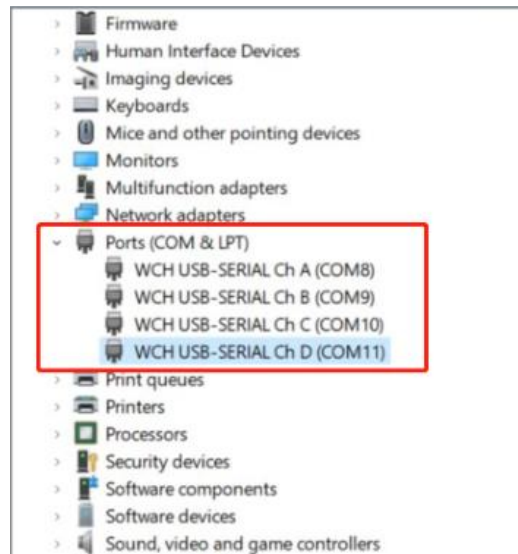 Firmware
Human Interface Devices
Imaging devices
Keyboards
Mice and other pointing devices
Monitors
Multifunction adapters
Network adapters
Ports (COM & LPT)
WCH USB-SERIAL Ch A (COM8)
WCH USB-SERIAL Ch B (COM9)
WCH USB-SERIAL Ch C (COM10)
WCH USB-SERIAL Ch D (COM11)
Print queues
Printers
Processors
Security devices
Software components
Software devices
Sound, video and game controllers